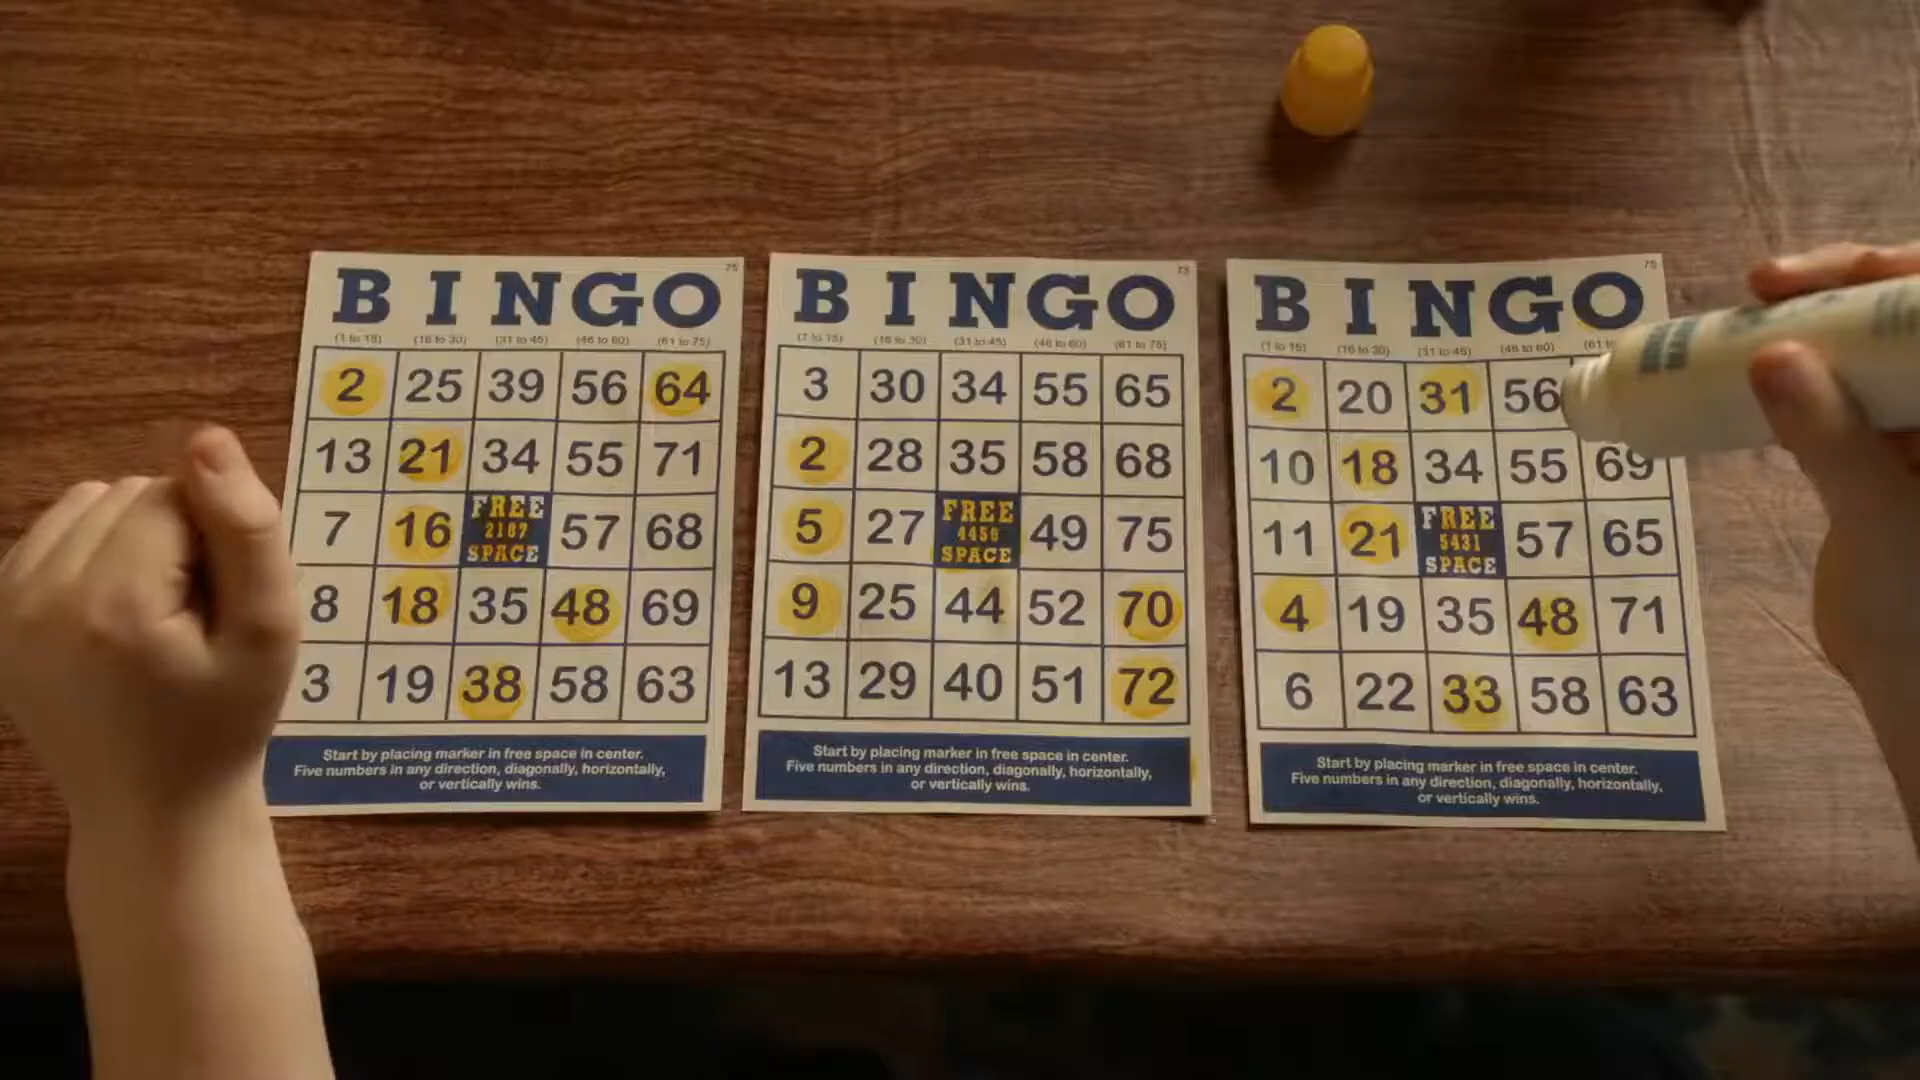 75
BINGO
(1 to 15) (16 to 30) (31 to 45) (46 to 60) (61 to 75)
2 25 39 56 64
13 21 34 55 71
7 16 FREE 2187 SPACE 57 68
8 18 35 48 69
3 19 38 58 63
Start by placing marker in free space in center.
Five numbers in any direction, diagonally, horizontally,
or vertically wins.
75
BINGO
(1 to 15) (16 to 30) (31 to 45) (46 to 60) (61 to 75)
3 30 34 55 65
2 28 35 58 68
5 27 FREE 4456 SPACE 49 75
9 25 44 52 70
13 29 40 51 72
Start by placing marker in free space in center.
Five numbers in any direction, diagonally, horizontally,
or vertically wins.
75
BINGO
(1 to 15) (16 to 30) (31 to 45) (46 to 60) (61 to
2 20 31 56
10 18 34 55 69
11 21 FREE 5431 SPACE 57 65
4 19 35 48 71
6 22 33 58 63
Start by placing marker in free space in center.
Five numbers in any direction, diagonally, horizontally,
or vertically wins.